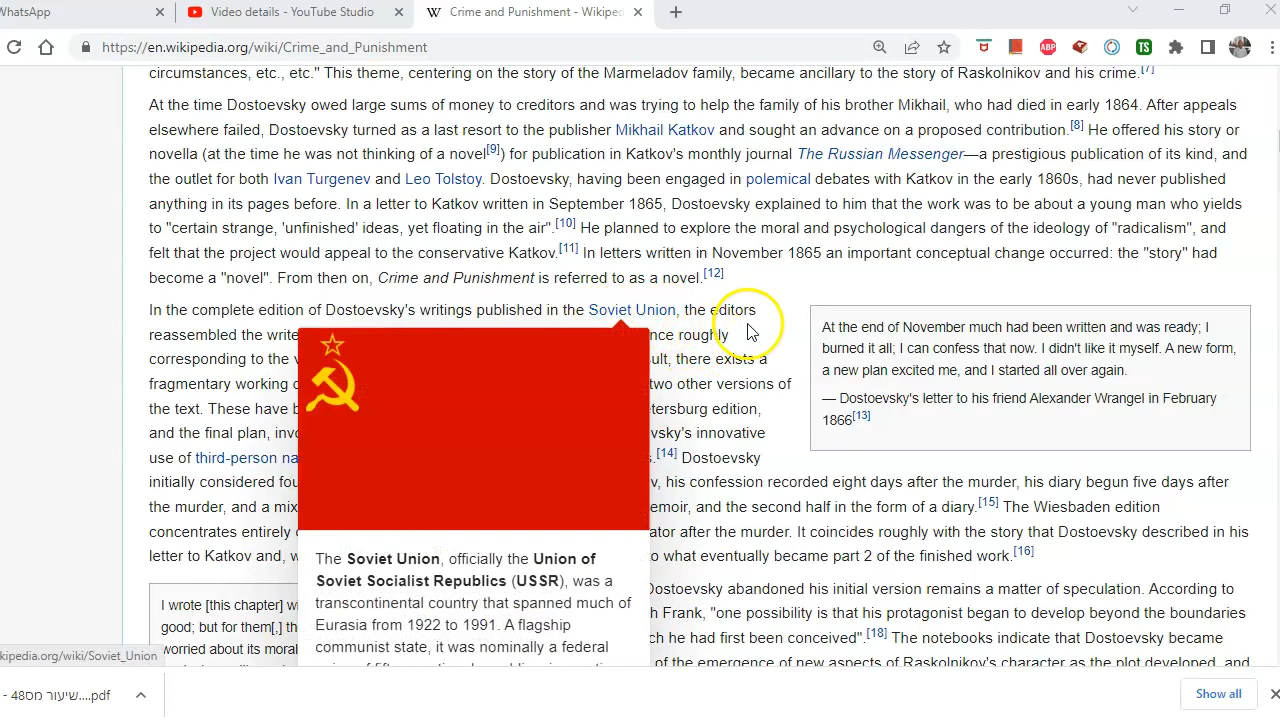 WhatsApp
Video details - YouTube Studio
W Crime and Punishment - Wikiped
https://en.wikipedia.org/wiki/Crime_and_Punishment
ABP
TS
circumstances, etc., etc." This theme, centering on the story of the Marmeladov family, became ancillary to the story of Raskolnikov and his crime.[7]
At the time Dostoevsky owed large sums of money to creditors and was trying to help the family of his brother Mikhail, who had died in early 1864. After appeals
elsewhere failed, Dostoevsky turned as a last resort to the publisher Mikhail Katkov and sought an advance on a proposed contribution.[8] He offered his story or
novella (at the time he was not thinking of a novel[9]) for publication in Katkov's monthly journal The Russian Messenger—a prestigious publication of its kind, and
the outlet for both Ivan Turgenev and Leo Tolstoy. Dostoevsky, having been engaged in polemical debates with Katkov in the early 1860s, had never published
anything in its pages before. In a letter to Katkov written in September 1865, Dostoevsky explained to him that the work was to be about a young man who yields
to "certain strange, 'unfinished' ideas, yet floating in the air".[10] He planned to explore the moral and psychological dangers of the ideology of "radicalism", and
felt that the project would appeal to the conservative Katkov.[11] In letters written in November 1865 an important conceptual change occurred: the "story" had
become a "novel". From then on, Crime and Punishment is referred to as a novel.[12]
In the complete edition of Dostoevsky's writings published in the Soviet Union, the editors
reassembled the write nce roughly
corresponding to the v ult, there exists a
fragmentary working c two other versions of
the text. These have b tersburg edition,
and the final plan, invo vsky's innovative
use of third-person na s.[14] Dostoevsky
At the end of November much had been written and was ready; I
burned it all; I can confess that now. I didn't like it myself. A new form,
a new plan excited me, and I started all over again.
— Dostoevsky's letter to his friend Alexander Wrangel in February
1866[13]
initially considered fou v, his confession recorded eight days after the murder, his diary begun five days after
the murder, and a mix emoir, and the second half in the form of a diary.[15] The Wiesbaden edition
concentrates entirely o ator after the murder. It coincides roughly with the story that Dostoevsky described in his
letter to Katkov and, w o what eventually became part 2 of the finished work.[16]
The Soviet Union, officially the Union of
Soviet Socialist Republics (USSR), was a
transcontinental country that spanned much of
Eurasia from 1922 to 1991. A flagship
communist state, it was nominally a federal
I wrote [this chapter] wi
good; but for them[,] th
worried about its moral
Dostoevsky abandoned his initial version remains a matter of speculation. According to
h Frank, "one possibility is that his protagonist began to develop beyond the boundaries
ch he had first been conceived".[18] The notebooks indicate that Dostoevsky became
of the emergence of new aspects of Raskolnikov's character as the plot developed, and
kipedia.org/wiki/Soviet_Union
שיעור מס48 - ....pdf
Show all